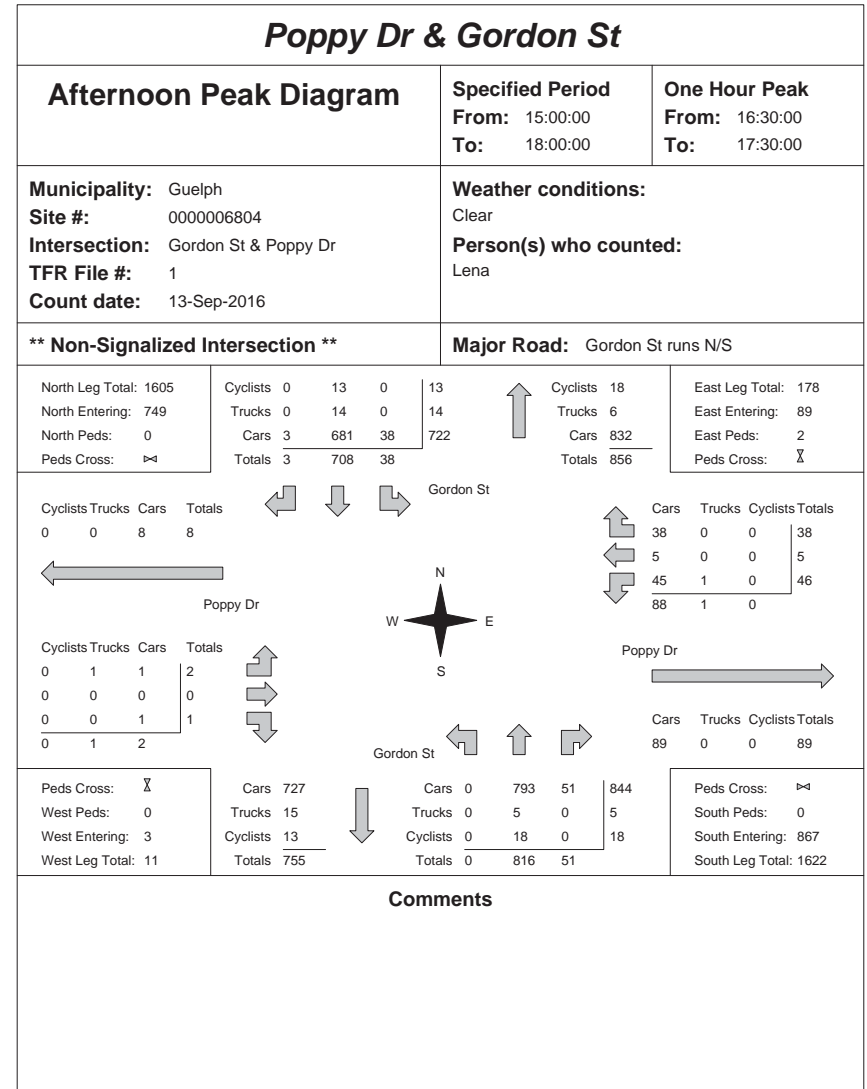 Poppy Dr & Gordon St
Afternoon Peak Diagram
Specified Period
From: 15:00:00
To: 18:00:00
One Hour Peak
From: 16:30:00
To: 17:30:00
Municipality: Guelph
Site #: 0000006804
Intersection: Gordon St & Poppy Dr
TFR File #: 1
Count date: 13-Sep-2016
Weather conditions:
Clear
Person(s) who counted:
Lena
** Non-Signalized Intersection **
Major Road: Gordon St runs N/S
North Leg Total: 1605
North Entering: 749
North Peds: 0
Peds Cross:
Cyclists 0 13 0 13
Trucks 0 14 0 14
Cars 3 681 38 722
Totals 3 708 38
Cyclists 18
Trucks 6
Cars 832
Totals 856
East Leg Total: 178
East Entering: 89
East Peds: 2
Peds Cross:
Gordon St
Cyclists Trucks Cars Totals
0 0 8 8
Poppy Dr
Cars Trucks Cyclists Totals
38 0 0 38
5 0 0 5
45 1 0 46
88 1 0
N
W E
S
Cyclists Trucks Cars Totals
0 1 1 2
0 0 0 0
0 0 1 1
0 1 2
Poppy Dr
Cars Trucks Cyclists Totals
89 0 0 89
Gordon St
Peds Cross:
West Peds: 0
West Entering: 3
West Leg Total: 11
Cars 727
Trucks 15
Cyclists 13
Totals 755
Cars 0 793 51 844
Trucks 0 5 0 5
Cyclists 0 18 0 18
Totals 0 816 51
Peds Cross:
South Peds: 0
South Entering: 867
South Leg Total: 1622
Comments